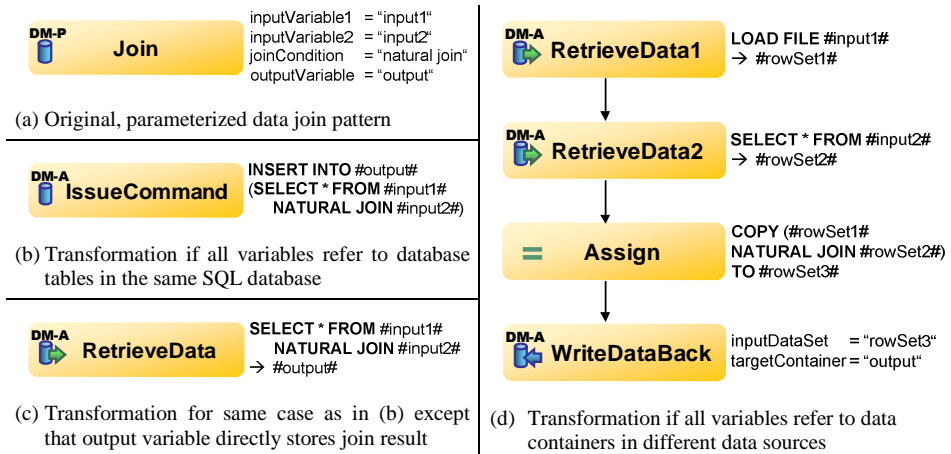 DM-P
Join
inputVariable1 = "input1"
inputVariable2 = "input2"
joinCondition = "natural join"
outputVariable = "output"
(a) Original, parameterized data join pattern
DM-A
IssueCommand
INSERT INTO #output#
(SELECT * FROM #input1#
NATURAL JOIN #input2#)
(b) Transformation if all variables refer to database
tables in the same SQL database
DM-A
RetrieveData
SELECT * FROM #input1#
NATURAL JOIN #input2#
→ #output#
(c) Transformation for same case as in (b) except
that output variable directly stores join result
DM-A
RetrieveData1
LOAD FILE #input1#
→ #rowSet1#
DM-A
RetrieveData2
SELECT * FROM #input2#
→ #rowSet2#
= Assign
COPY (#rowSet1#
NATURAL JOIN #rowSet2#)
TO #rowSet3#
DM-A
WriteDataBack
inputDataSet = "rowSet3"
targetContainer = "output"
(d) Transformation if all variables refer to data
containers in different data sources